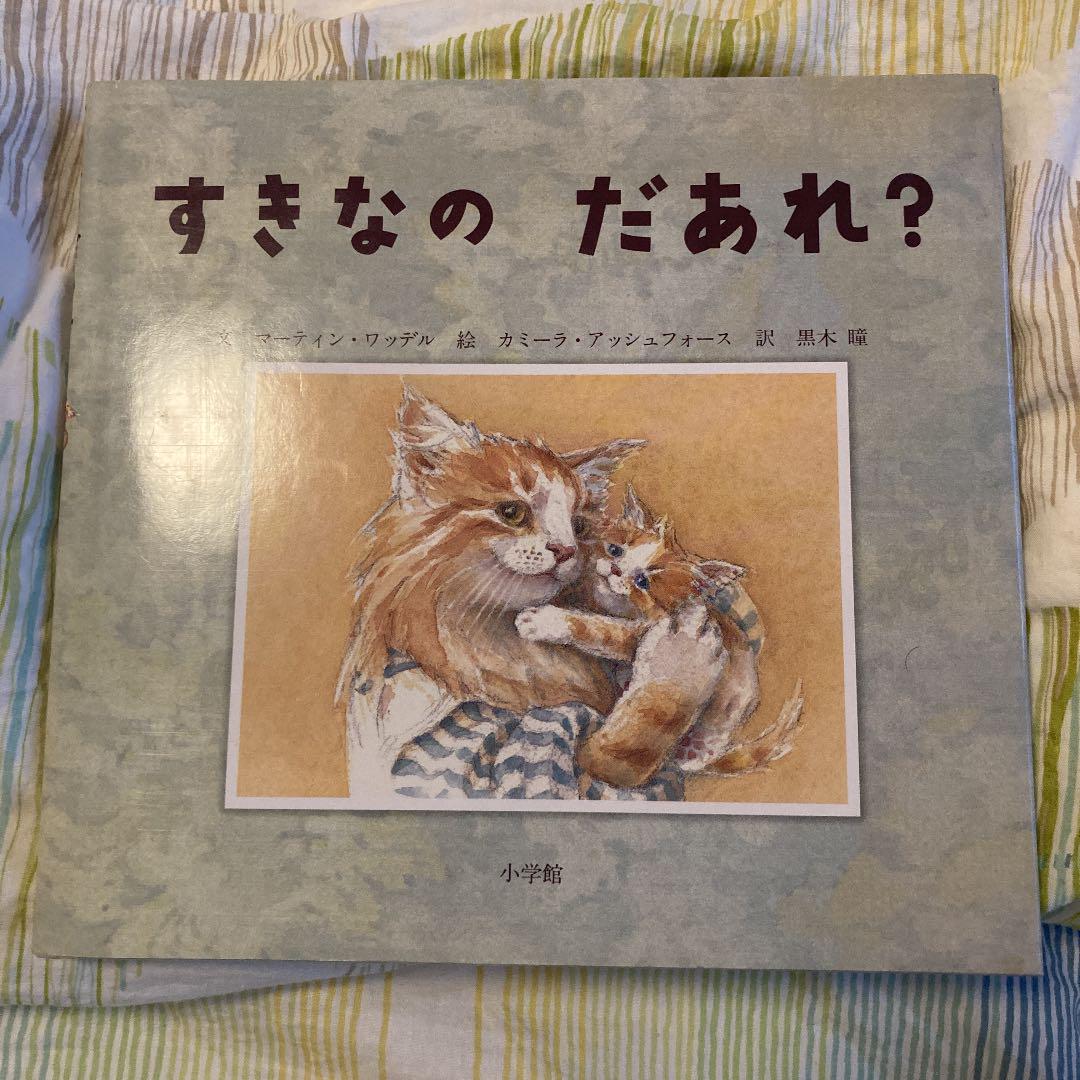 すきなの だあれ?
文 マーティン・ワッデル 絵 カミーラ・アッシュフォース 訳 黒木 瞳
小学館